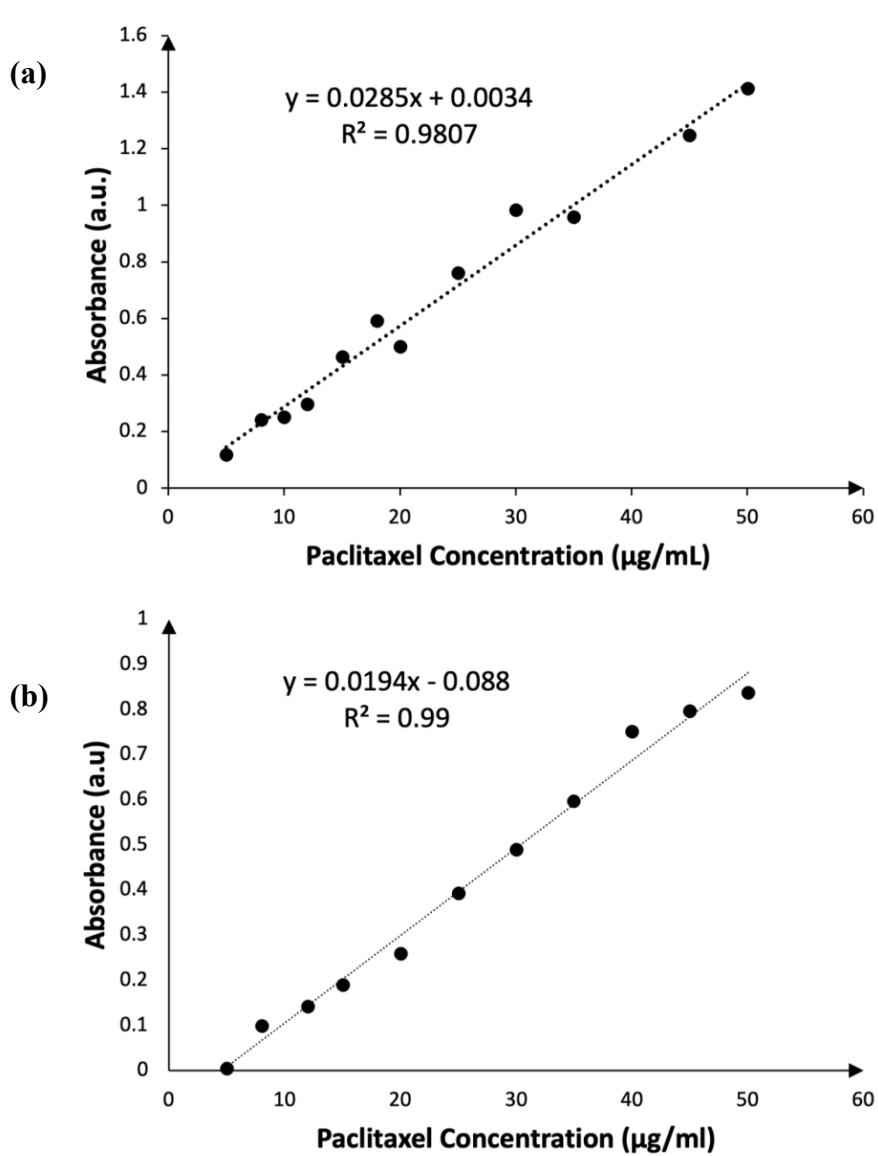 (a)
y = 0.0285x + 0.0034
R² = 0.9807
Absorbance (a.u.)
1.6
1.4
1.2
1
0.8
0.6
0.4
0.2
0
0 10 20 30 40 50 60
Paclitaxel Concentration (µg/mL)
(b)
y = 0.0194x - 0.088
R² = 0.99
Absorbance (a.u)
1
0.9
0.8
0.7
0.6
0.5
0.4
0.3
0.2
0.1
0
0 10 20 30 40 50 60
Paclitaxel Concentration (µg/ml)